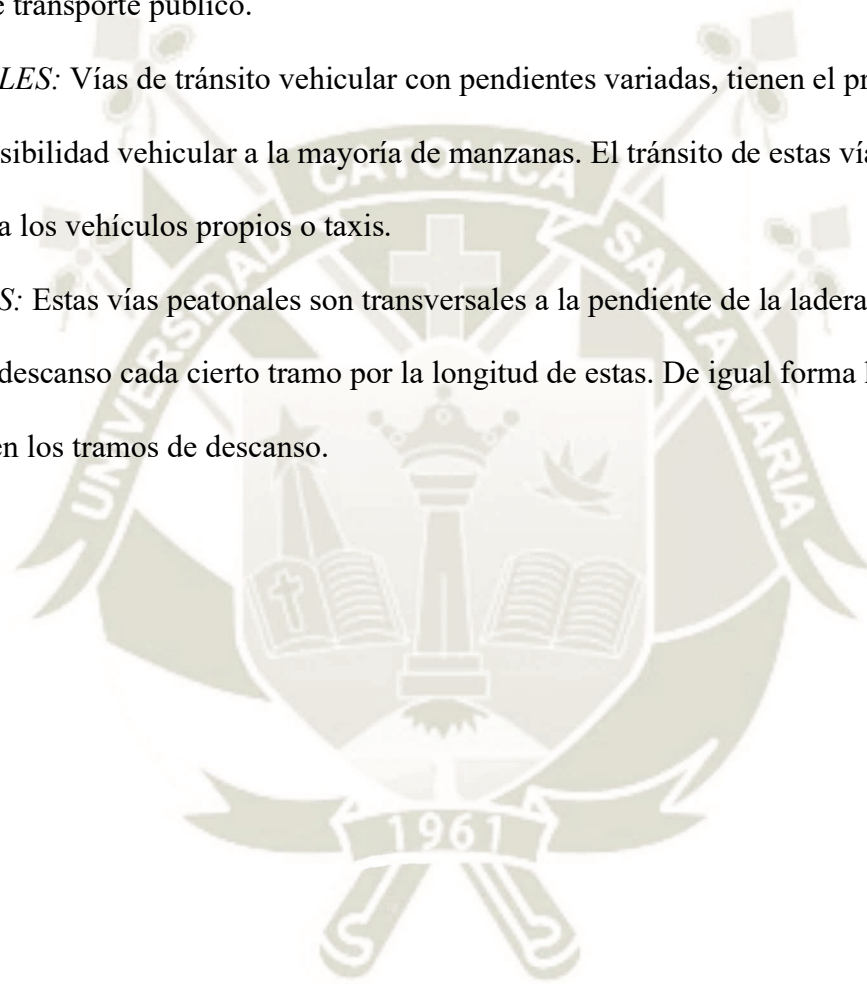 e transporte público.
LES: Vías de tránsito vehicular con pendientes variadas, tienen el pr
sibilidad vehicular a la mayoría de manzanas. El tránsito de estas vía
a los vehículos propios o taxis.
S: Estas vías peatonales son transversales a la pendiente de la ladera
descanso cada cierto tramo por la longitud de estas. De igual forma l
en los tramos de descanso.
UNIVERSIDAD CATOLICA SANTA MARIA
1961